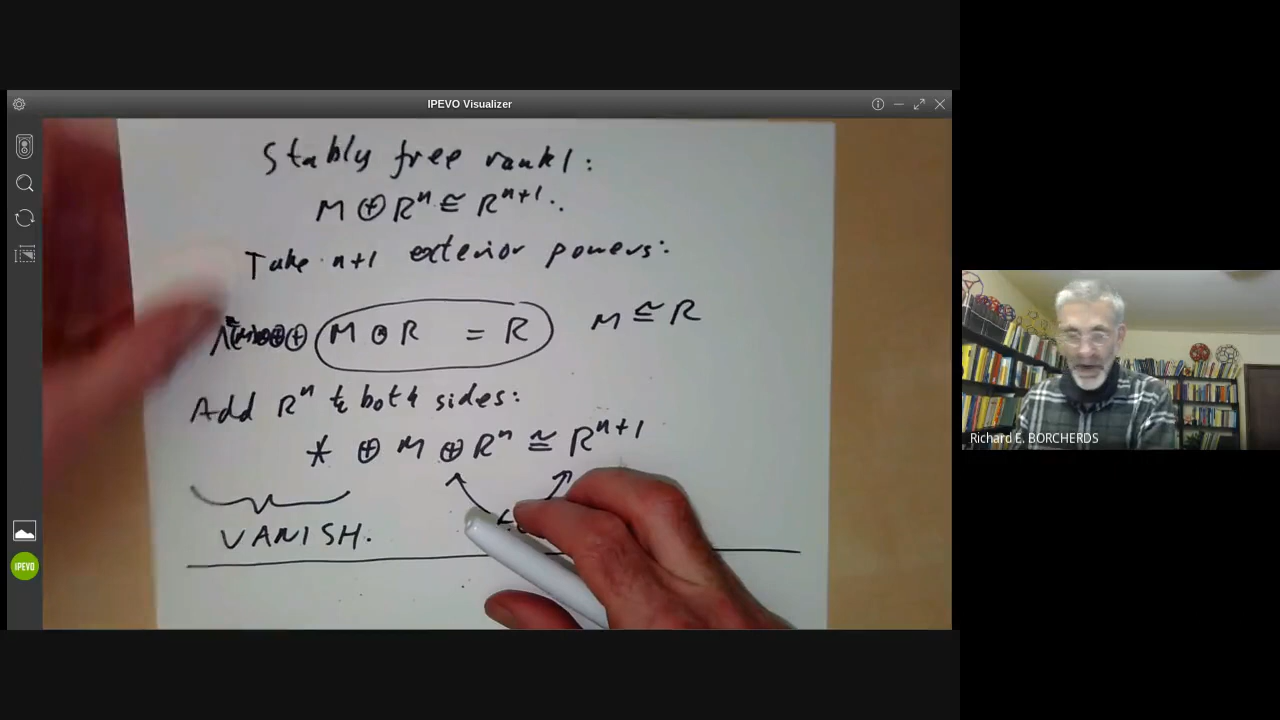 IPEVO Visualizer
Stably free rank 1:
M ⊕ Rⁿ ≅ Rⁿ⁺¹.
Take n+1 exterior powers:
M ⊗ R = R M ≅ R
Add Rⁿ to both sides:
* ⊕ M ⊕ Rⁿ ≅ Rⁿ⁺¹
VANISH.
Richard E. BORCHERDS
IPEVO